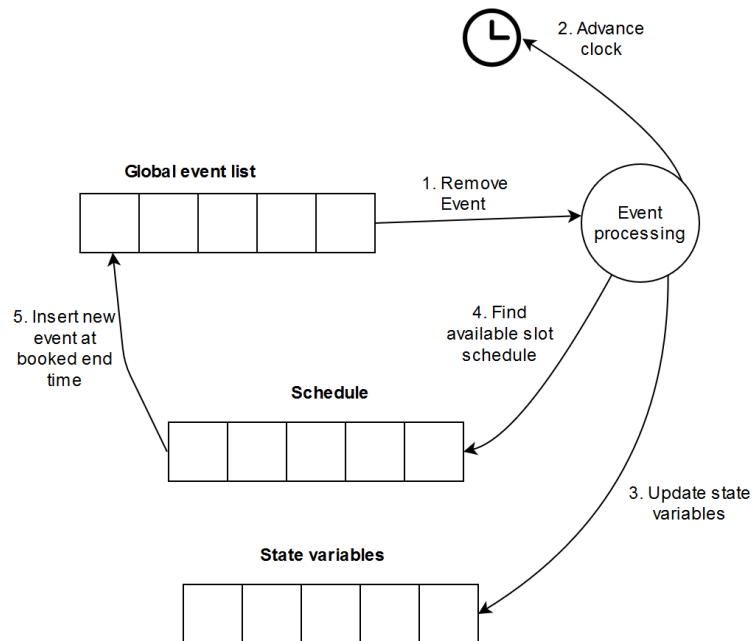 2. Advance
clock
Global event list
1. Remove
Event
Event
processing
5. Insert new
event at
booked end
time
4. Find
available slot
schedule
Schedule
3. Update state
variables
State variables